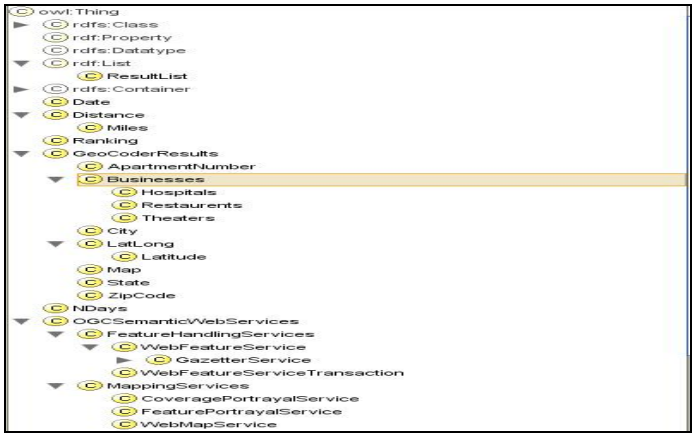 owl:Thing
rdfs:Class
rdf:Property
rdfs:Datatype
rdf:List
ResultList
rdfs:Container
Date
Distance
Miles
Ranking
GeoCoderResults
ApartmentNumber
Businesses
Hospitals
Restaurents
Theaters
City
LatLong
Latitude
Map
State
ZipCode
NDays
OGCSemanticWebServices
FeatureHandlingServices
WebFeatureService
GazetterService
WebFeatureServiceTransaction
MappingServices
CoveragePortrayalService
FeaturePortrayalService
WebMapService